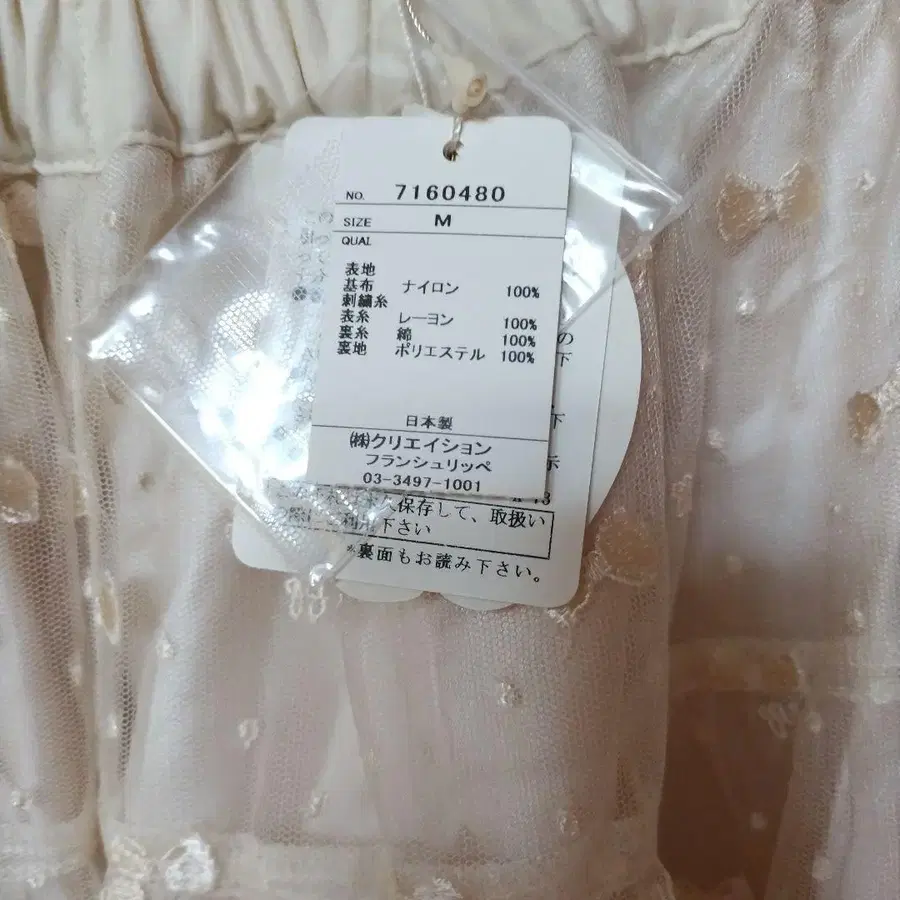 NO. 7160480
SIZE M
QUAL
表地
基布 ナイロン 100%
刺繍糸
表糸 レーヨン 100%
裏糸 綿 100%
裏地 ポリエステル 100%
日本製
㈱クリエイション
フランシュリッペ
03-3497-1001
保存して、取扱い
下さい
*裏面もお読み下さい。